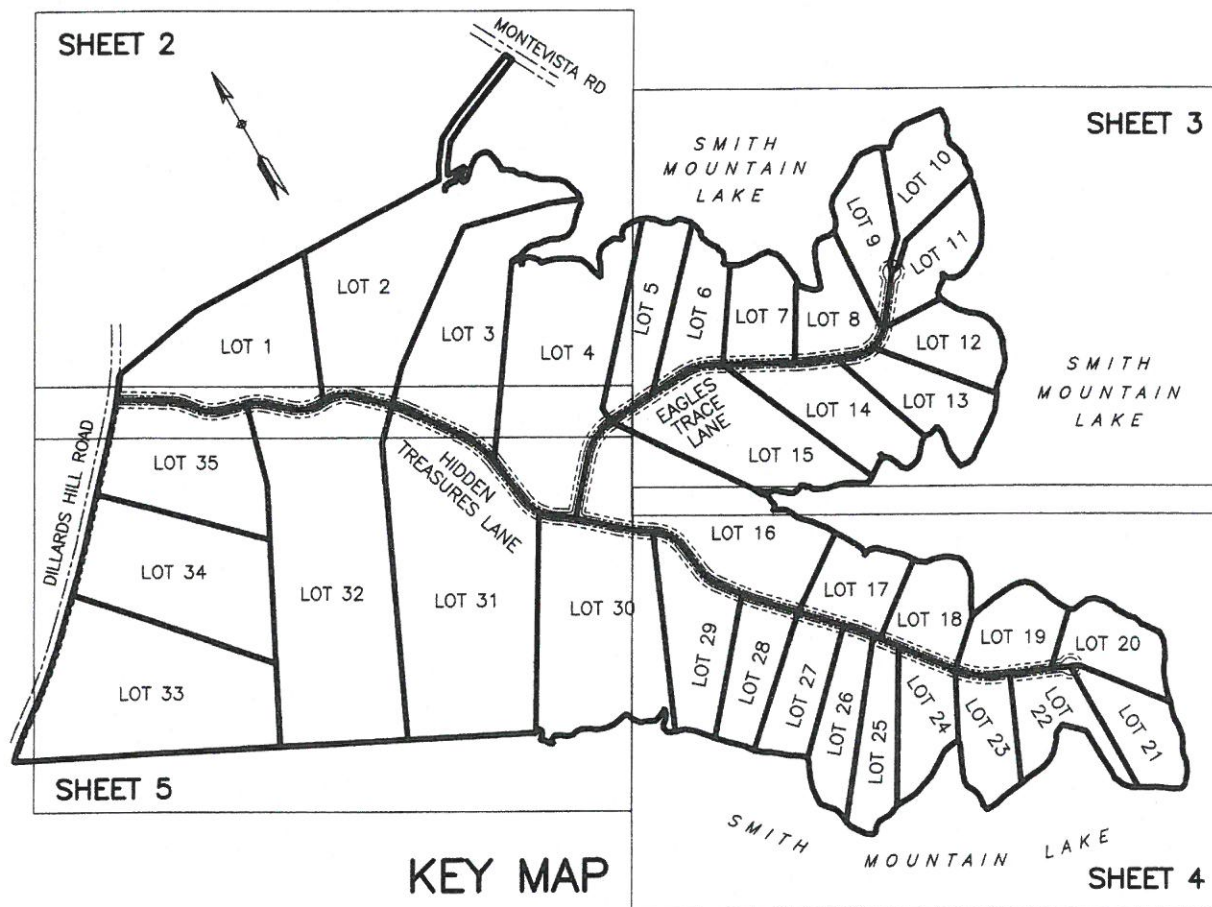 SHEET 2
MONTEVISTA RD
SHEET 3
SMITH
MOUNTAIN
LAKE
LOT 10
LOT 9
LOT 11
LOT 2
LOT 1
LOT 3
LOT 4
LOT 5
LOT 6
LOT 7
LOT 8
LOT 12
LOT 13
SMITH
MOUNTAIN
LAKE
EAGLES
TRACE
LANE
LOT 14
LOT 15
DILLARDS HILL ROAD
LOT 35
HIDDEN
TREASURES LANE
LOT 34
LOT 32
LOT 31
LOT 30
LOT 33
LOT 16
LOT 17
LOT 18
LOT 19
LOT 20
LOT 29
LOT 28
LOT 27
LOT 26
LOT 25
LOT 24
LOT 23
LOT
22
LOT 21
SHEET 5
SMITH MOUNTAIN LAKE
KEY MAP
SHEET 4